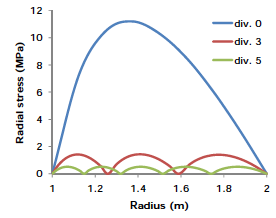 12
10
8
6
4
2
0
Radial stress (MPa)
div. 0
div. 3
div. 5
1 1.2 1.4 1.6 1.8 2
Radius (m)